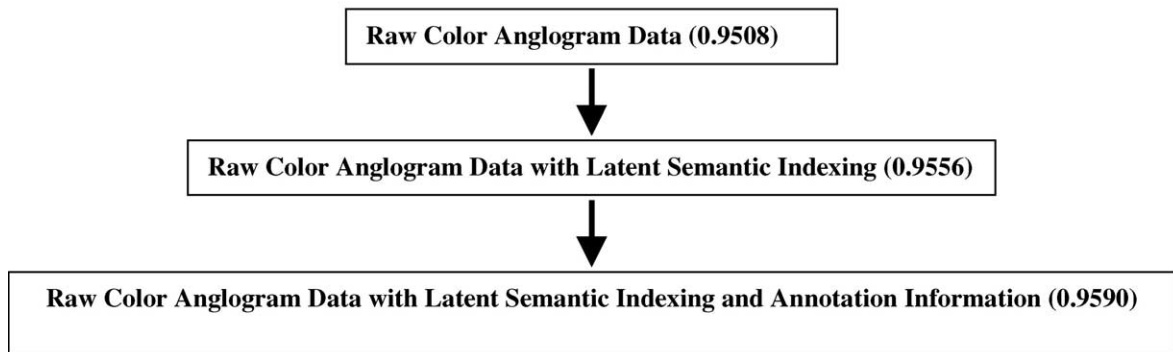 Raw Color Anglogram Data (0.9508)
Raw Color Anglogram Data with Latent Semantic Indexing (0.9556)
Raw Color Anglogram Data with Latent Semantic Indexing and Annotation Information (0.9590)